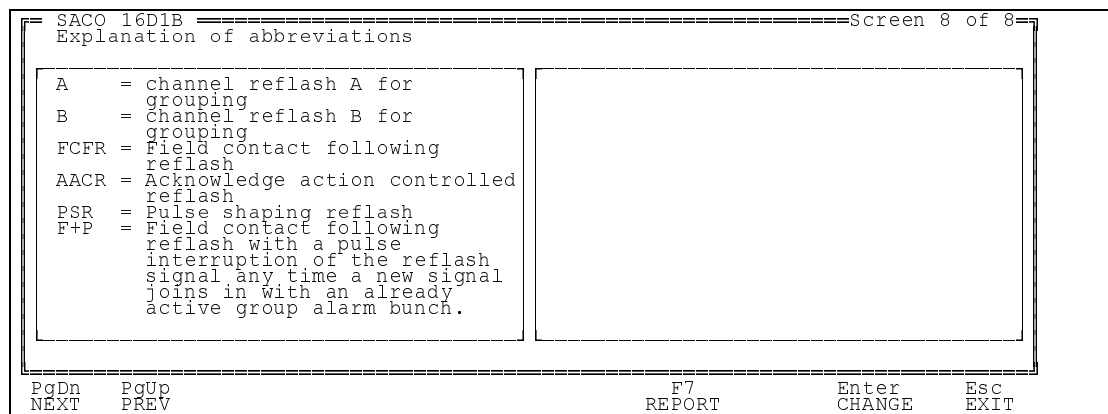 SACO 16D1B Screen 8 of 8
Explanation of abbreviations
A = channel reflash A for
grouping
B = channel reflash B for
grouping
FCFR = Field contact following
reflash
AACR = Acknowledge action controlled
reflash
PSR = Pulse shaping reflash
F+P = Field contact following
reflash with a pulse
interruption of the reflash
signal any time a new signal
joins in with an already
active group alarm bunch.
PgDn PgUp F7 Enter Esc
NEXT PREV REPORT CHANGE EXIT